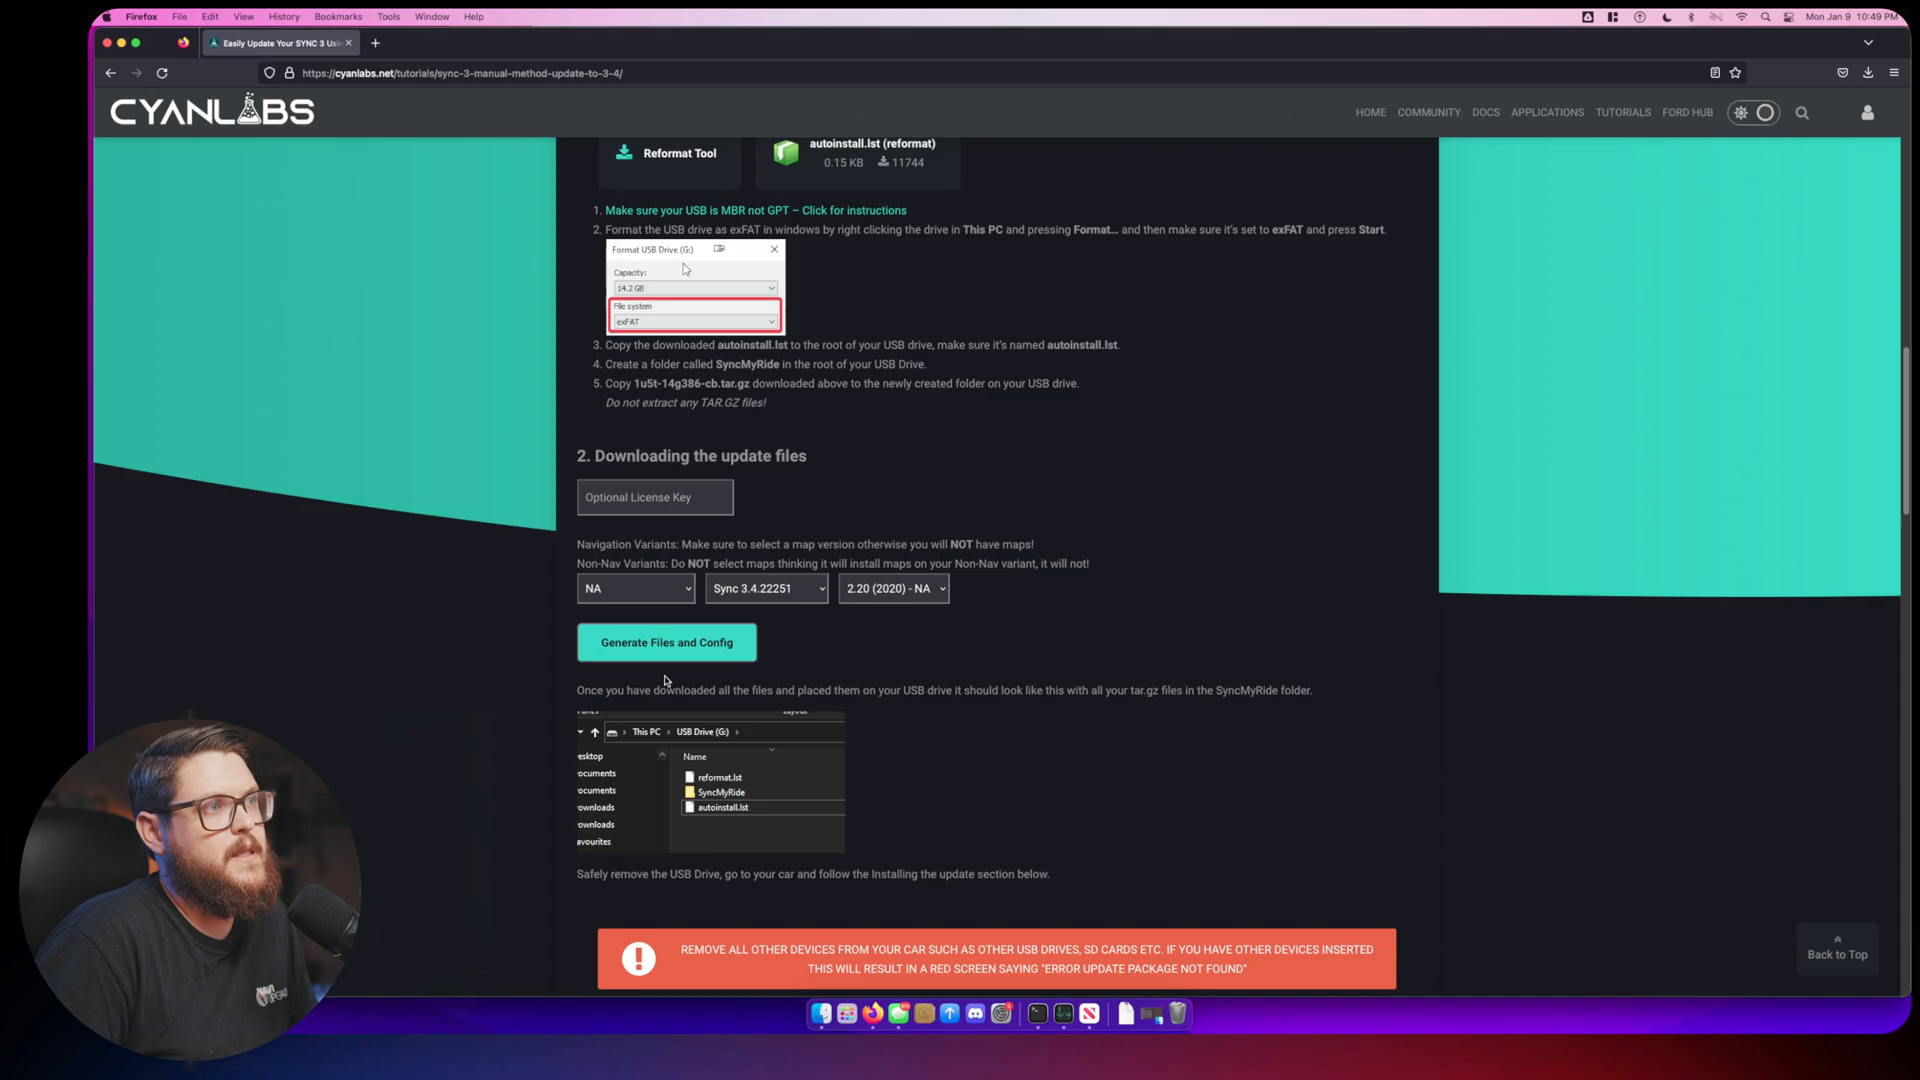 Firefox File Edit View History Bookmarks Tools Window Help
Mon Jan 9 10:49 PM
Easily Update Your SYNC 3 Usi
https://cyanlabs.net/tutorials/sync-3-manual-method-update-to-3-4/
CYANLABS
HOME COMMUNITY DOCS APPLICATIONS TUTORIALS FORD HUB
Reformat Tool
autoinstall.lst (reformat)
0.15 KB 11744
1. Make sure your USB is MBR not GPT – Click for instructions
2. Format the USB drive as exFAT in windows by right clicking the drive in This PC and pressing Format… and then make sure it's set to exFAT and press Start.
Format USB Drive (G:)
Capacity:
14.2 GB
File system
exFAT
3. Copy the downloaded autoinstall.lst to the root of your USB drive, make sure it's named autoinstall.lst.
4. Create a folder called SyncMyRide in the root of your USB Drive.
5. Copy 1u5t-14g386-cb.tar.gz downloaded above to the newly created folder on your USB drive.
Do not extract any TAR.GZ files!
2. Downloading the update files
Optional License Key
Navigation Variants: Make sure to select a map version otherwise you will NOT have maps!
Non-Nav Variants: Do NOT select maps thinking it will install maps on your Non-Nav variant, it will not!
NA
Sync 3.4.22251
2.20 (2020) - NA
Generate Files and Config
Once you have downloaded all the files and placed them on your USB drive it should look like this with all your tar.gz files in the SyncMyRide folder.
This PC > USB Drive (G:) >
Name
esktop
ocuments
ocuments
ownloads
ownloads
avourites
reformat.lst
SyncMyRide
autoinstall.lst
Safely remove the USB Drive, go to your car and follow the Installing the update section below.
REMOVE ALL OTHER DEVICES FROM YOUR CAR SUCH AS OTHER USB DRIVES, SD CARDS ETC. IF YOU HAVE OTHER DEVICES INSERTED
THIS WILL RESULT IN A RED SCREEN SAYING "ERROR UPDATE PACKAGE NOT FOUND"
Back to Top